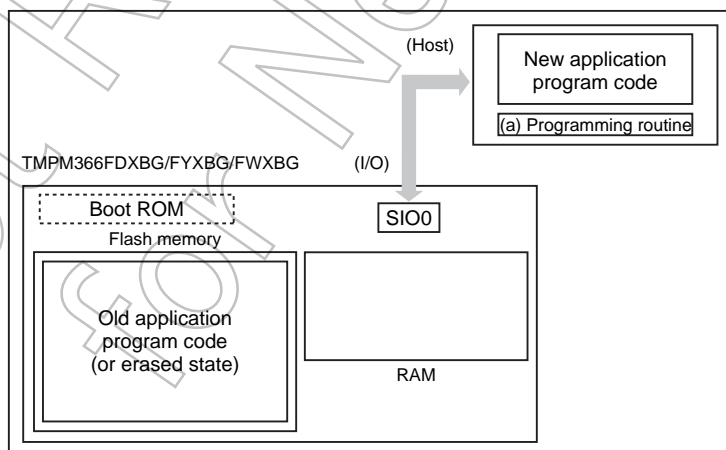 (Host)
New application
program code
(a) Programming routine
TMPM366FDXBG/FYXBG/FWXBG
(I/O)
Boot ROM
SIO0
Flash memory
Old application
program code
(or erased state)
RAM